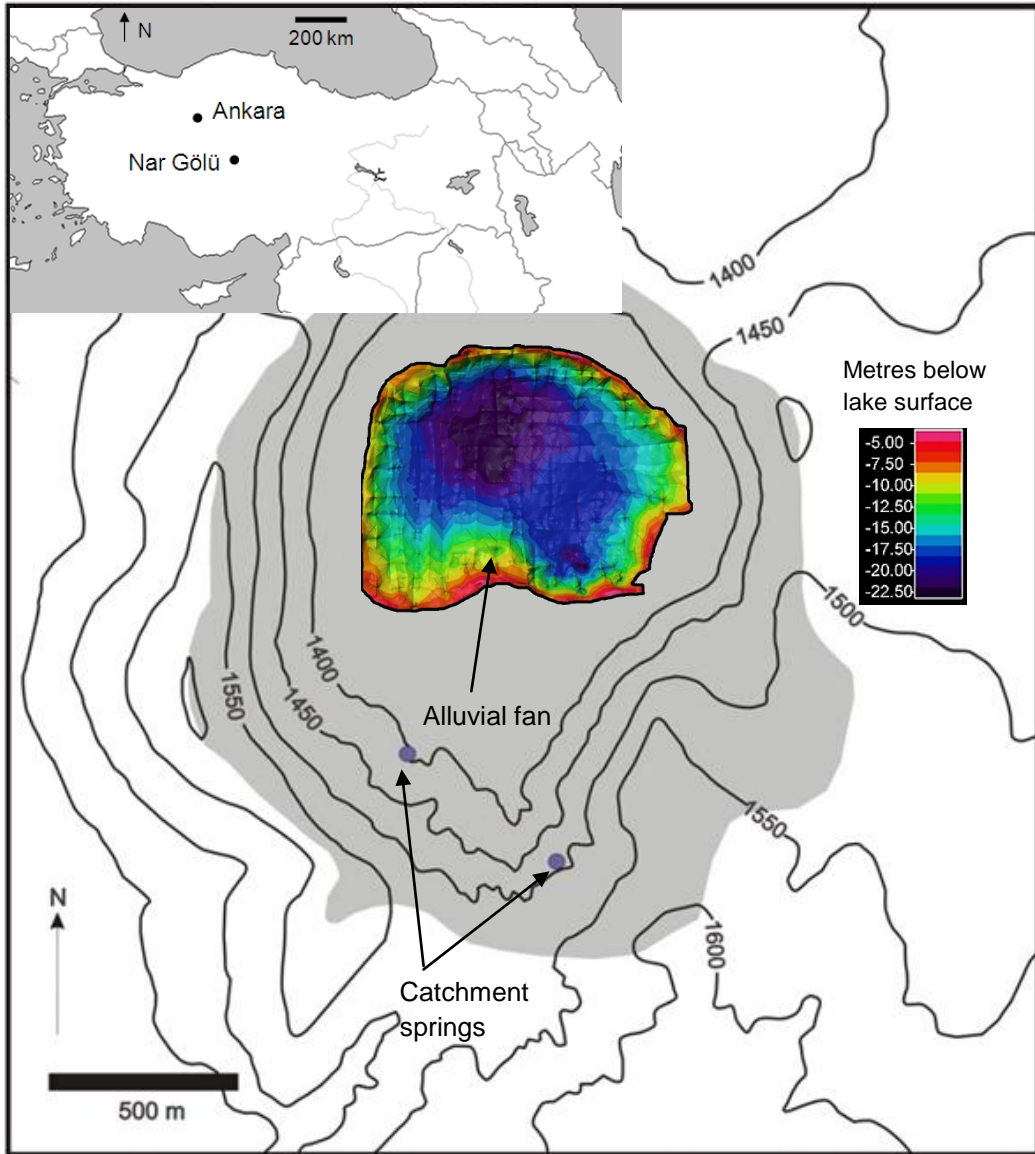 N
200 km
Ankara
Nar Gölü
1400
1450
Metres below
lake surface
-5.00
-7.50
-10.00
-12.50
-15.00
-17.50
-20.00
-22.50
1500
1400
1550
1450
Alluvial fan
1550
N
1600
Catchment
springs
500 m